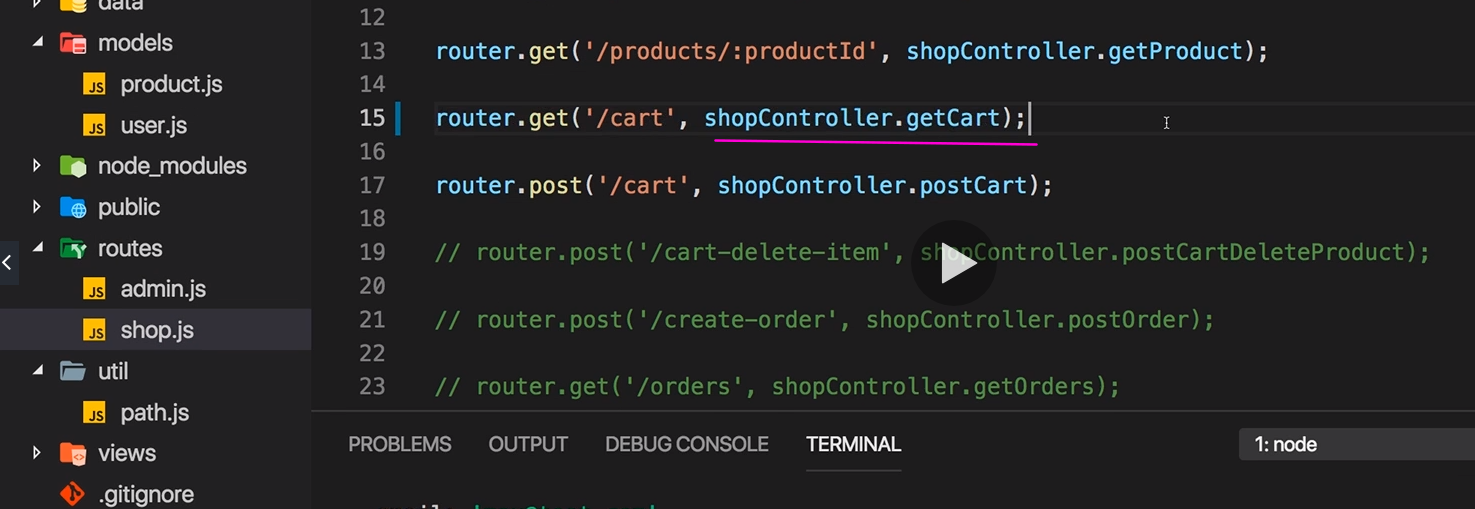 data
models
product.js
user.js
node_modules
public
routes
admin.js
shop.js
util
path.js
views
.gitignore
12
13 router.get('/products/:productId', shopController.getProduct);
14
15 router.get('/cart', shopController.getCart);
16
17 router.post('/cart', shopController.postCart);
18
19 // router.post('/cart-delete-item', shopController.postCartDeleteProduct);
20
21 // router.post('/create-order', shopController.postOrder);
22
23 // router.get('/orders', shopController.getOrders);
PROBLEMS OUTPUT DEBUG CONSOLE TERMINAL 1: node